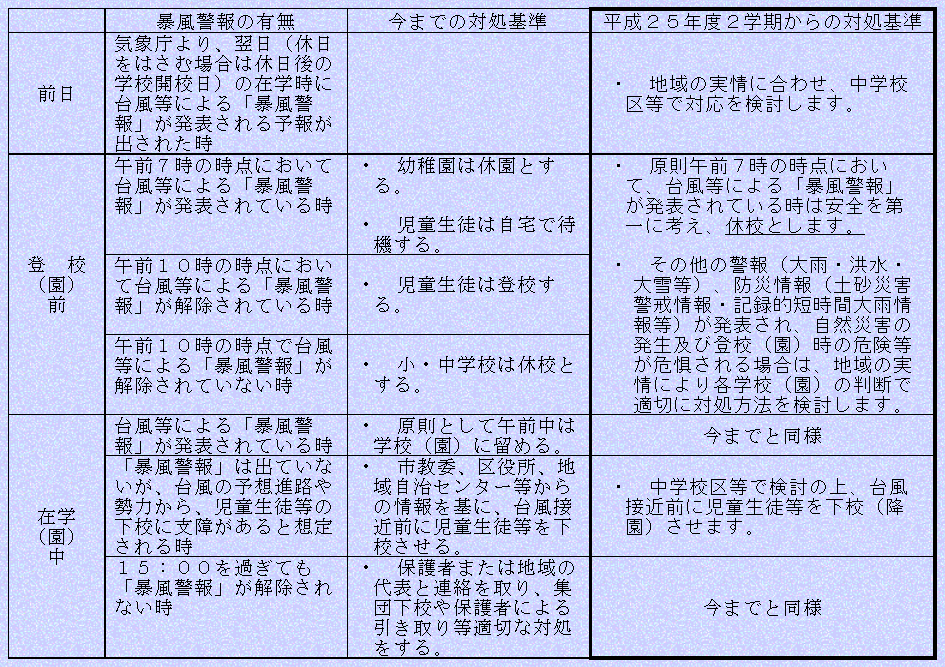 暴風警報の有無
今までの対処基準
平成２５年度２学期からの対処基準
前日
気象庁より、翌日（休日
をはさむ場合は休日後の
学校開校日）の在学時に
台風等による「暴風警
報」が発表される予報が
出された時
・　地域の実情に合わせ、中学校
区等で対応を検討します。
登　校
（園）
前
午前７時の時点において
台風等による「暴風警
報」が発表されている時
・　幼稚園は休園とす
る。
・　児童生徒は自宅で待
機する。
午前１０時の時点におい
て台風等による「暴風警
報」が解除されている時
・　児童生徒は登校す
る。
午前１０時の時点で台風
等による「暴風警報」が
解除されていない時
・　小・中学校は休校と
する。
・　原則午前７時の時点におい
て、台風等による「暴風警報」
が発表されている時は安全を第
一に考え、休校とします。
・　その他の警報（大雨・洪水・
大雪等）、防災情報（土砂災害
警戒情報・記録的短時間大雨情
報等）が発表され、自然災害の
発生及び登校（園）時の危険等
が危惧される場合は、地域の実
情により各学校（園）の判断で
適切に対処方法を検討します。
在学
（園）
中
台風等による「暴風警
報」が発表されている時
・　原則として午前中は
学校（園）に留める。
今までと同様
「暴風警報」は出ていな
いが、台風の予想進路や
勢力から、児童生徒等の
下校に支障があると想定
される時
・　市教委、区役所、地
域自治センター等から
の情報を基に、台風接
近前に児童生徒等を下
校させる。
・　中学校区等で検討の上、台風
接近前に児童生徒等を下校（降
園）させます。
１５：００を過ぎても
「暴風警報」が解除され
ない時
・　保護者または地域の
代表と連絡を取り、集
団下校や保護者による
引き取り等適切な対処
をする。
今までと同様